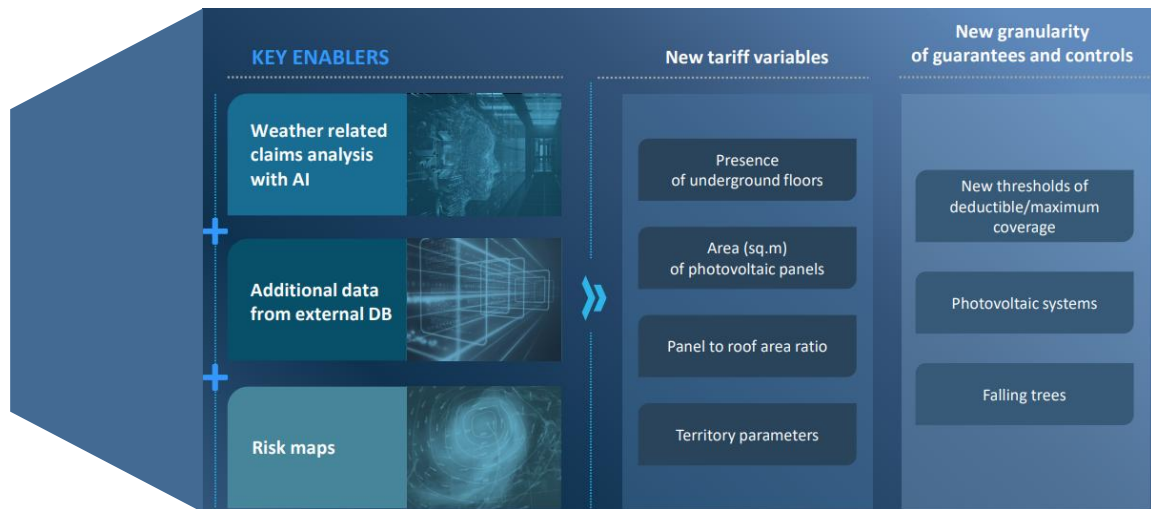 KEY ENABLERS
Weather related
claims analysis
with AI
Additional data
from external DB
Risk maps
New tariff variables
Presence
of underground floors
Area (sq.m)
of photovoltaic panels
Panel to roof area ratio
Territory parameters
New granularity
of guarantees and controls
New thresholds of
deductible/maximum
coverage
Photovoltaic systems
Falling trees